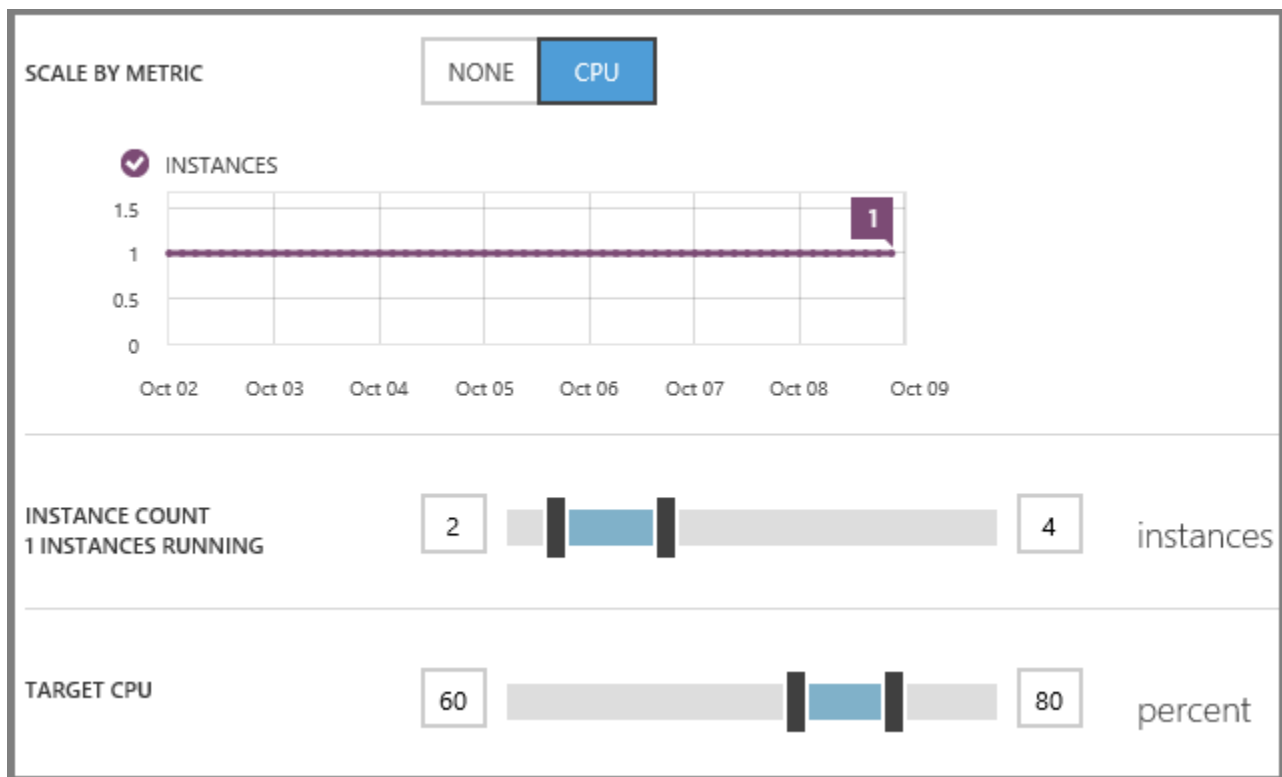 SCALE BY METRIC NONE CPU
INSTANCES
1.5
1
1
0.5
0
Oct 02 Oct 03 Oct 04 Oct 05 Oct 06 Oct 07 Oct 08 Oct 09
INSTANCE COUNT
1 INSTANCES RUNNING
2 4 instances
TARGET CPU 60 80 percent